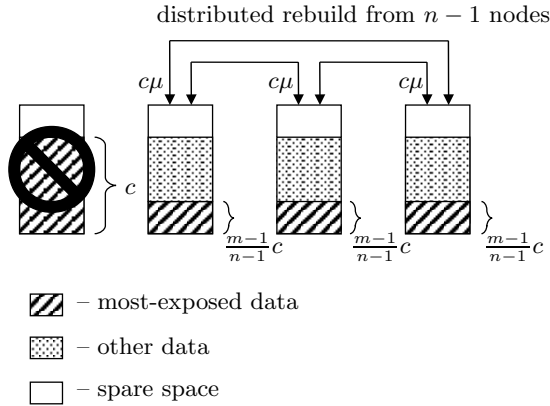 distributed rebuild from n − 1 nodes
cμ cμ cμ
c
m−1/n−1 c m−1/n−1 c m−1/n−1 c
– most-exposed data
– other data
– spare space